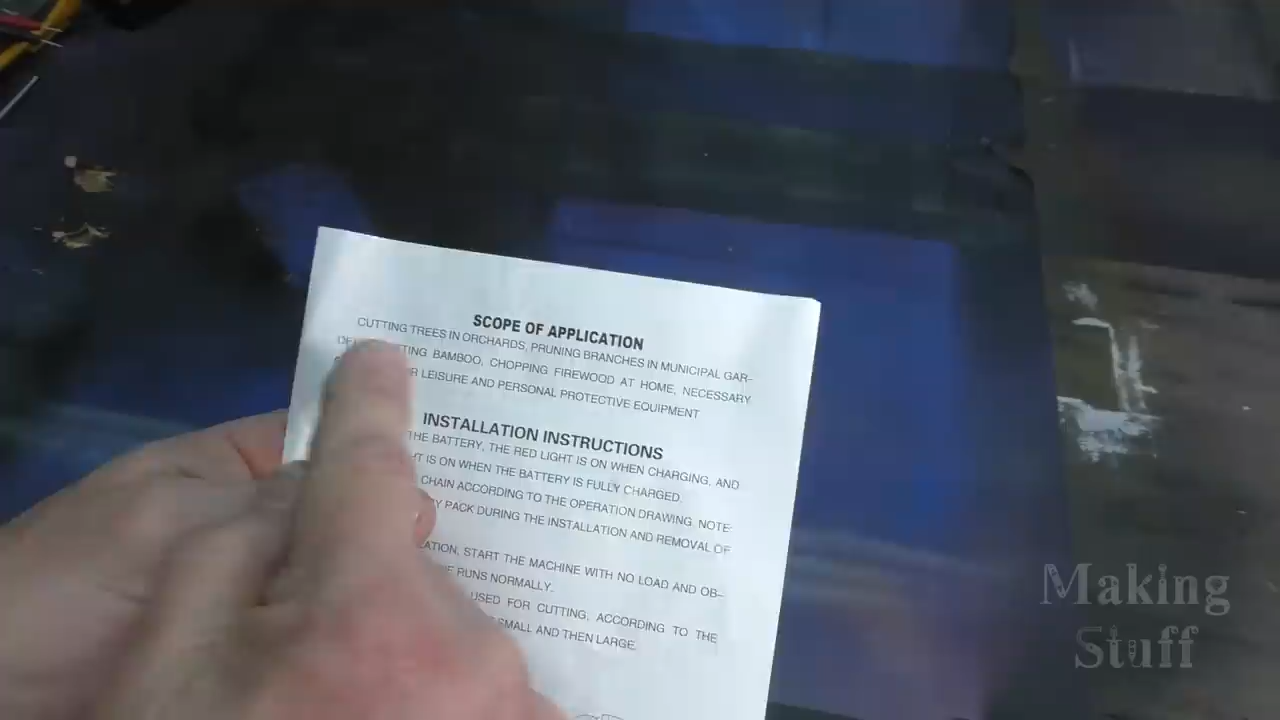 SCOPE OF APPLICATION
CUTTING TREES IN ORCHARDS, PRUNING BRANCHES IN MUNICIPAL GAR-
BAMBOO, CHOPPING FIREWOOD AT HOME, NECESSARY
LEISURE AND PERSONAL PROTECTIVE EQUIPMENT
INSTALLATION INSTRUCTIONS
THE BATTERY, THE RED LIGHT IS ON WHEN CHARGING, AND
IS ON WHEN THE BATTERY IS FULLY CHARGED.
CHAIN ACCORDING TO THE OPERATION DRAWING. NOTE:
PACK DURING THE INSTALLATION AND REMOVAL OF
START THE MACHINE WITH NO LOAD AND OB-
RUNS NORMALLY.
USED FOR CUTTING, ACCORDING TO THE
SMALL AND THEN LARGE.
Making
Stuff